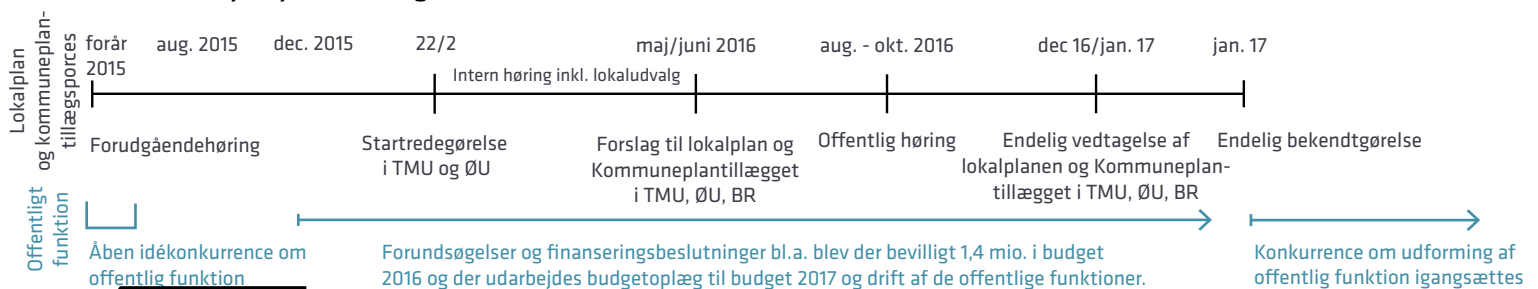 Lokalplan
og kommuneplan-
tillægsporces
forår
2015
aug. 2015
dec. 2015
22/2
maj/juni 2016
aug. - okt. 2016
dec 16/jan. 17
jan. 17
Intern høring inkl. lokaludvalg
Forudgåendehøring
Startredegørelse
i TMU og ØU
Forslag til lokalplan og
Kommuneplantillægget
i TMU, ØU, BR
Offentlig høring
Endelig vedtagelse af
lokalplanen og Kommuneplan-
tillægget i TMU, ØU, BR
Endelig bekendtgørelse
Offentligt
funktion
Åben idékonkurrence om
offentlig funktion
Forundsøgelser og finanseringsbeslutninger bl.a. blev der bevilligt 1,4 mio. i budget
2016 og der udarbejdes budgetoplæg til budget 2017 og drift af de offentlige funktioner.
Konkurrence om udforming af
offentlig funktion igangsættes